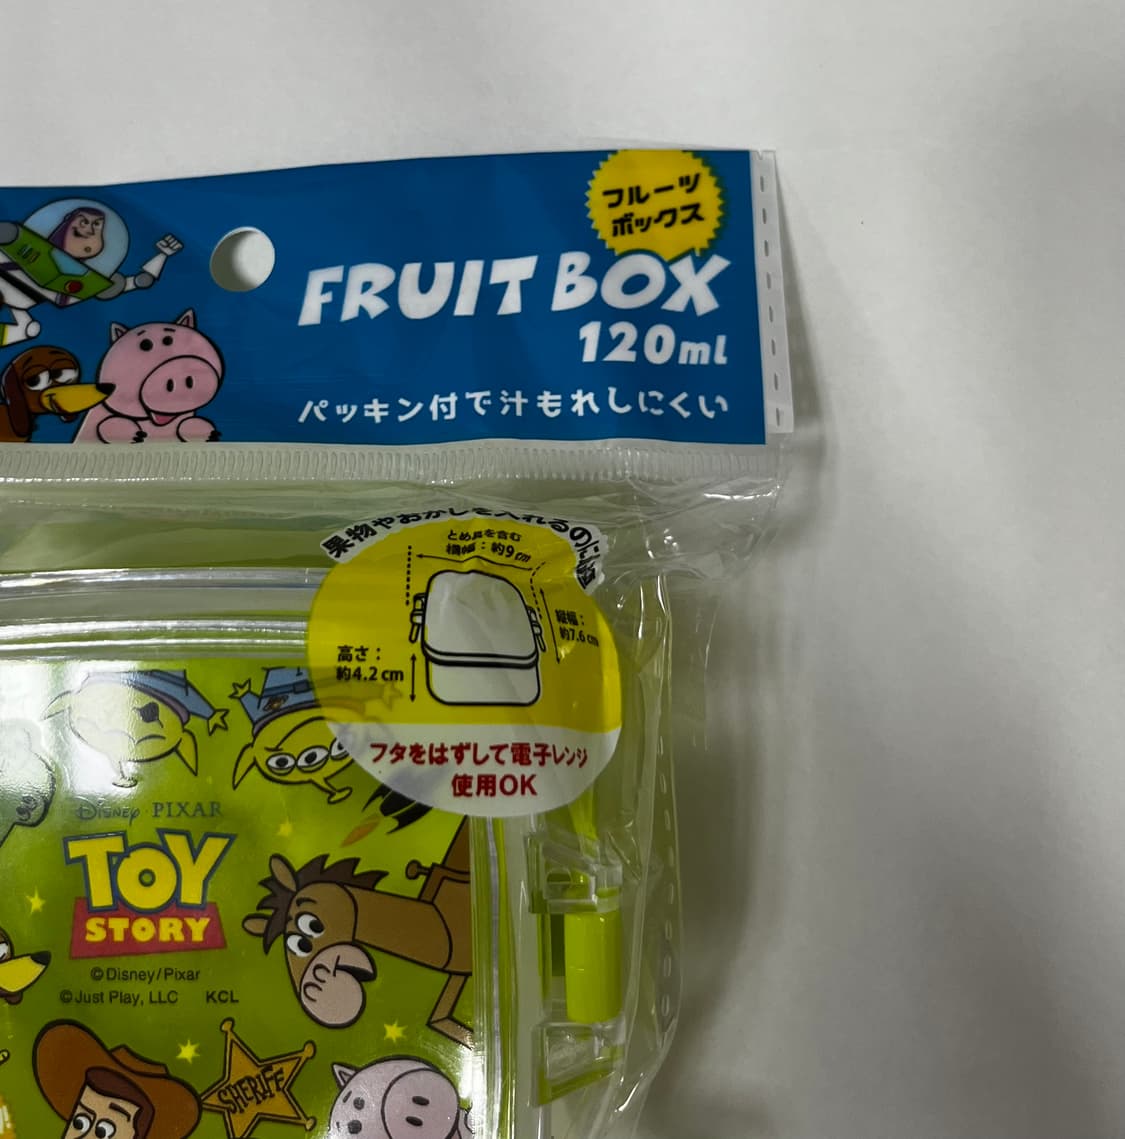 フルーツ
ボックス
FRUIT BOX
120ml
パッキン付で汁もれしにくい
果物やおかしを入れるのに
とめ具を含む
横幅：約9cm
縦幅：
約7.6cm
高さ：
約4.2cm
フタをはずして電子レンジ
使用OK
Disney · PIXAR
TOY
STORY
©Disney/Pixar
©Just Play, LLC KCL
SHERIFF